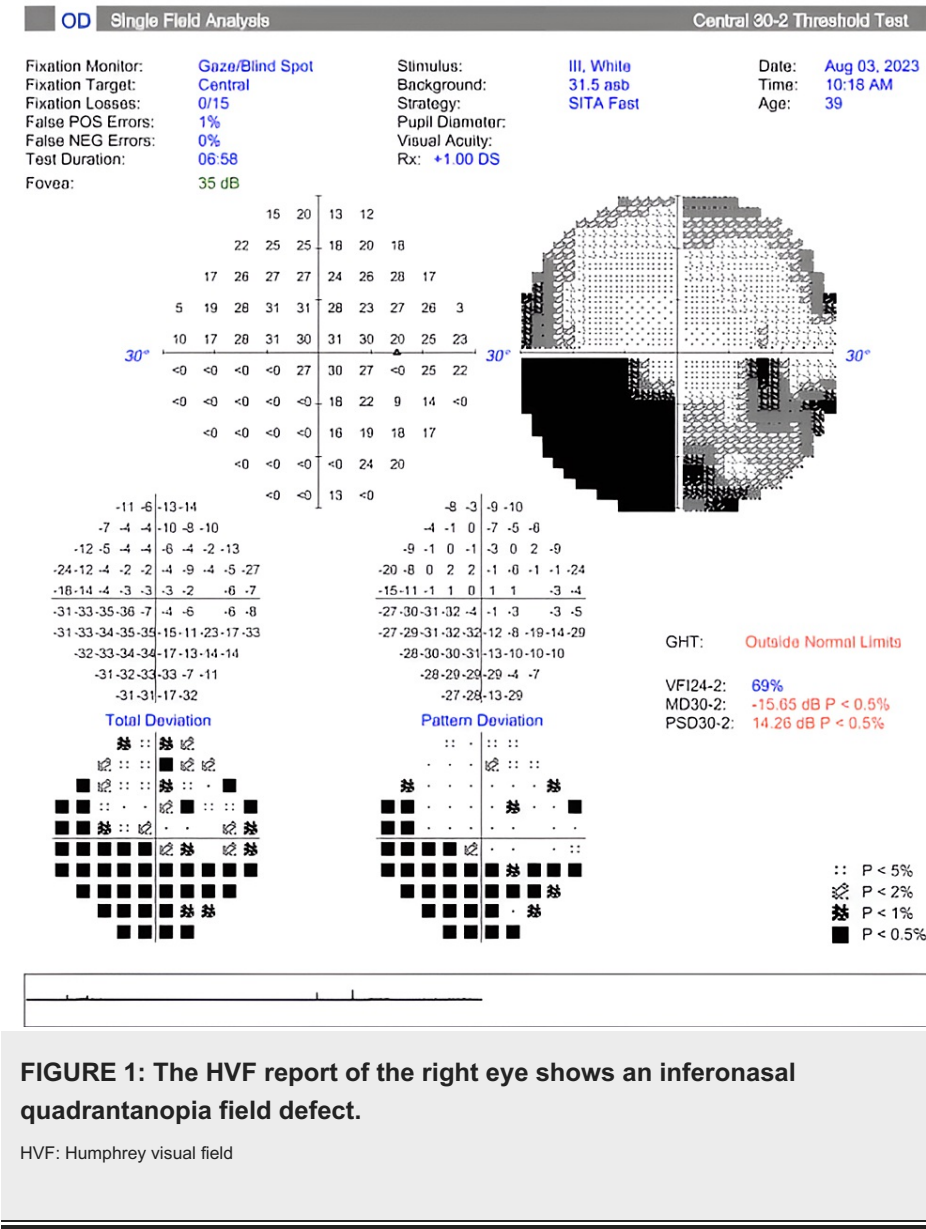 OD Single Field Analysis Central 30-2 Threshold Test
Fixation Monitor: Gaze/Blind Spot Stimulus: III, White Date: Aug 03, 2023
Fixation Target: Central Background: 31.5 asb Time: 10:18 AM
Fixation Losses: 0/15 Strategy: SITA Fast Age: 39
False POS Errors: 1% Pupil Diameter:
False NEG Errors: 0% Visual Acuity:
Test Duration: 06:58 Rx: +1.00 DS
Fovea: 35 dB
15 20 13 12
22 25 25 18 20 18
17 26 27 27 24 26 28 17
5 19 28 31 31 28 23 27 26 3
10 17 28 31 30 31 30 20 25 23
30° 30° 30°
<0 <0 <0 <0 27 30 27 <0 25 22
<0 <0 <0 <0 <0 18 22 9 14 <0
<0 <0 <0 <0 16 19 18 17
<0 <0 <0 <0 24 20
<0 <0 13 <0
-11 -6 -13 -14 -8 -3 -9 -10
-7 -4 -4 -10 -8 -10 -4 -1 0 -7 -5 -6
-12 -5 -4 -4 -6 -4 -2 -13 -9 -1 0 -1 -3 0 2 -9
-24 -12 -4 -2 -2 -4 -9 -4 -5 -27 -20 -8 0 2 2 -1 -6 -1 -1 -24
-18 -14 -4 -3 -3 -3 -2 -6 -7 -15 -11 -1 1 0 1 1 -3 -4
-31 -33 -35 -36 -7 -4 -6 -6 -8 -27 -30 -31 -32 -4 -1 -3 -3 -5
-31 -33 -34 -35 -35 -15 -11 -23 -17 -33 -27 -29 -31 -32 -32 -12 -8 -19 -14 -29
-32 -33 -34 -34 -17 -13 -14 -14 -28 -30 -30 -31 -13 -10 -10 -10
-31 -32 -33 -33 -7 -11 -28 -29 -29 -29 -4 -7
-31 -31 -17 -32 -27 -28 -13 -29
GHT: Outside Normal Limits
VFI24-2: 69%
MD30-2: -15.65 dB P < 0.5%
PSD30-2: 14.26 dB P < 0.5%
Total Deviation Pattern Deviation
P < 5%
P < 2%
P < 1%
P < 0.5%
FIGURE 1: The HVF report of the right eye shows an inferonasal
quadrantanopia field defect.
HVF: Humphrey visual field